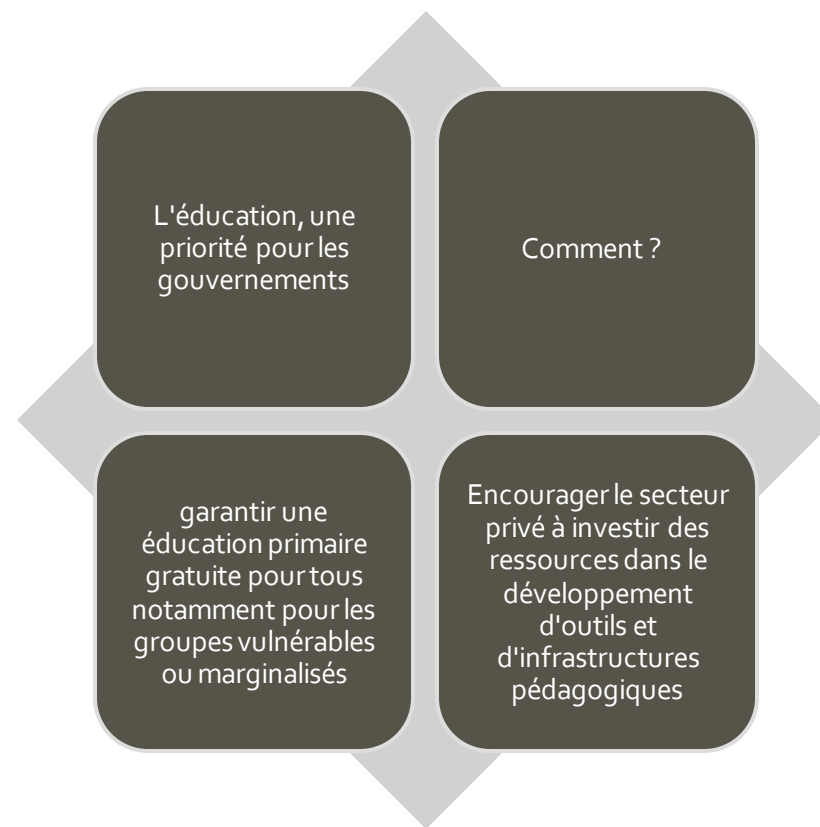 L'éducation, une
priorité pour les
gouvernements
Comment ?
garantir une
éducation primaire
gratuite pour tous
notamment pour les
groupes vulnérables
ou marginalisés
Encourager le secteur
privé à investir des
ressources dans le
développement
d'outils et
d'infrastructures
pédagogiques